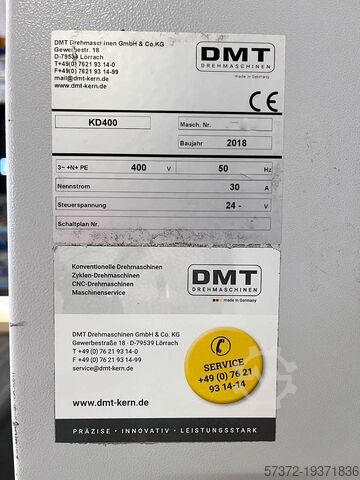 DMT Drehmaschinen GmbH & Co.KG
Gewerbestr. 18
D-79539 Lörrach
T+49(0) 7621 93 14-0
F+49(0) 7621 93 14-99
mail@dmt-kern.de
www.dmt-kern.de
DMT
DREHMASCHINEN
made in Germany
CE
KD400
Masch. Nr.
Baujahr 2018
3~ +N+ PE 400 V 50 Hz
Nennstrom 30 A
Steuerspannung 24 - V
Schaltplan Nr.
Konventionelle Drehmaschinen
Zyklen-Drehmaschinen
CNC-Drehmaschinen
Maschinenservice
DMT
DREHMASCHINEN
made in Germany
DMT Drehmaschinen GmbH & Co. KG
Gewerbestraße 18 · D-79539 Lörrach
T +49 (0) 76 21 93 14-0
F +49 (0) 76 21 93 14-99
service@dmt-kern.de
SERVICE
+49 (0) 7 6 21
93 14-14
www.dmt-kern.de
PRÄZISE · INNOVATIV · LEISTUNGSSTARK
57372-19371836